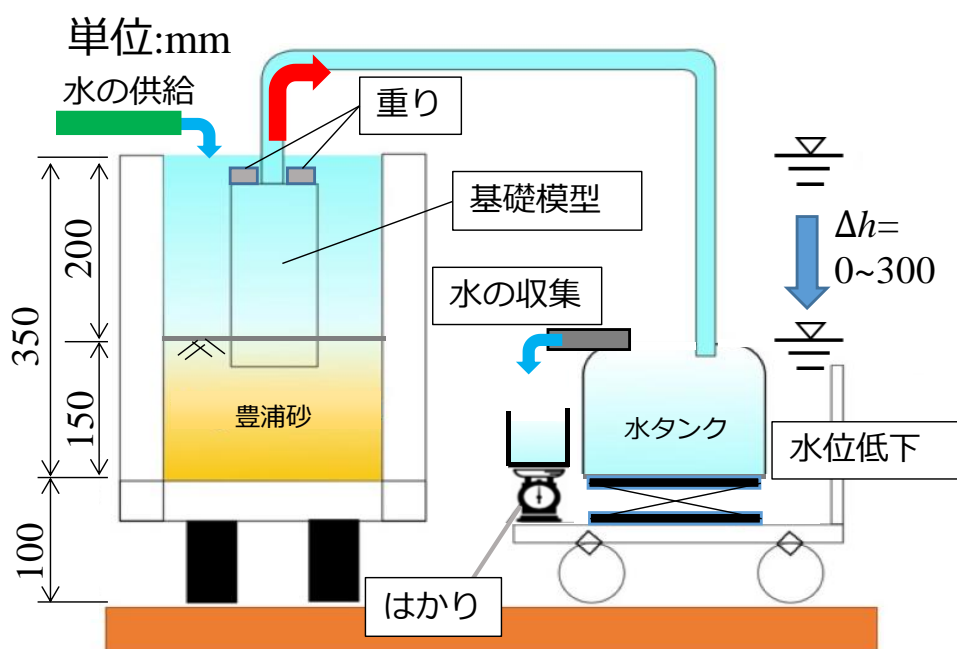 単位:mm
水の供給
重り
基礎模型
Δh=
0~300
水の収集
200
350
150
豊浦砂
水タンク
水位低下
100
はかり